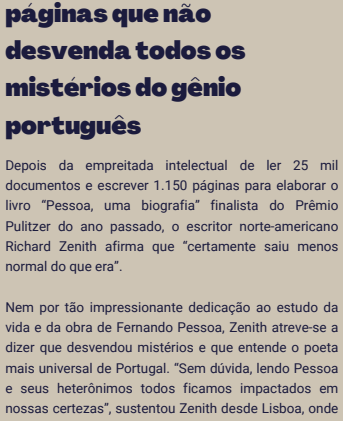 páginas que não
desvenda todos os
mistérios do gênio
português
Depois da empreitada intelectual de ler 25 mil
documentos e escrever 1.150 páginas para elaborar o
livro “Pessoa, uma biografia” finalista do Prêmio
Pulitzer do ano passado, o escritor norte-americano
Richard Zenith afirma que “certamente saiu menos
normal do que era”.
Nem por tão impressionante dedicação ao estudo da
vida e da obra de Fernando Pessoa, Zenith atreve-se a
dizer que desvendou mistérios e que entende o poeta
mais universal de Portugal. “Sem dúvida, lendo Pessoa
e seus heterônimos todos ficamos impactados em
nossas certezas”, sustentou Zenith desde Lisboa, onde